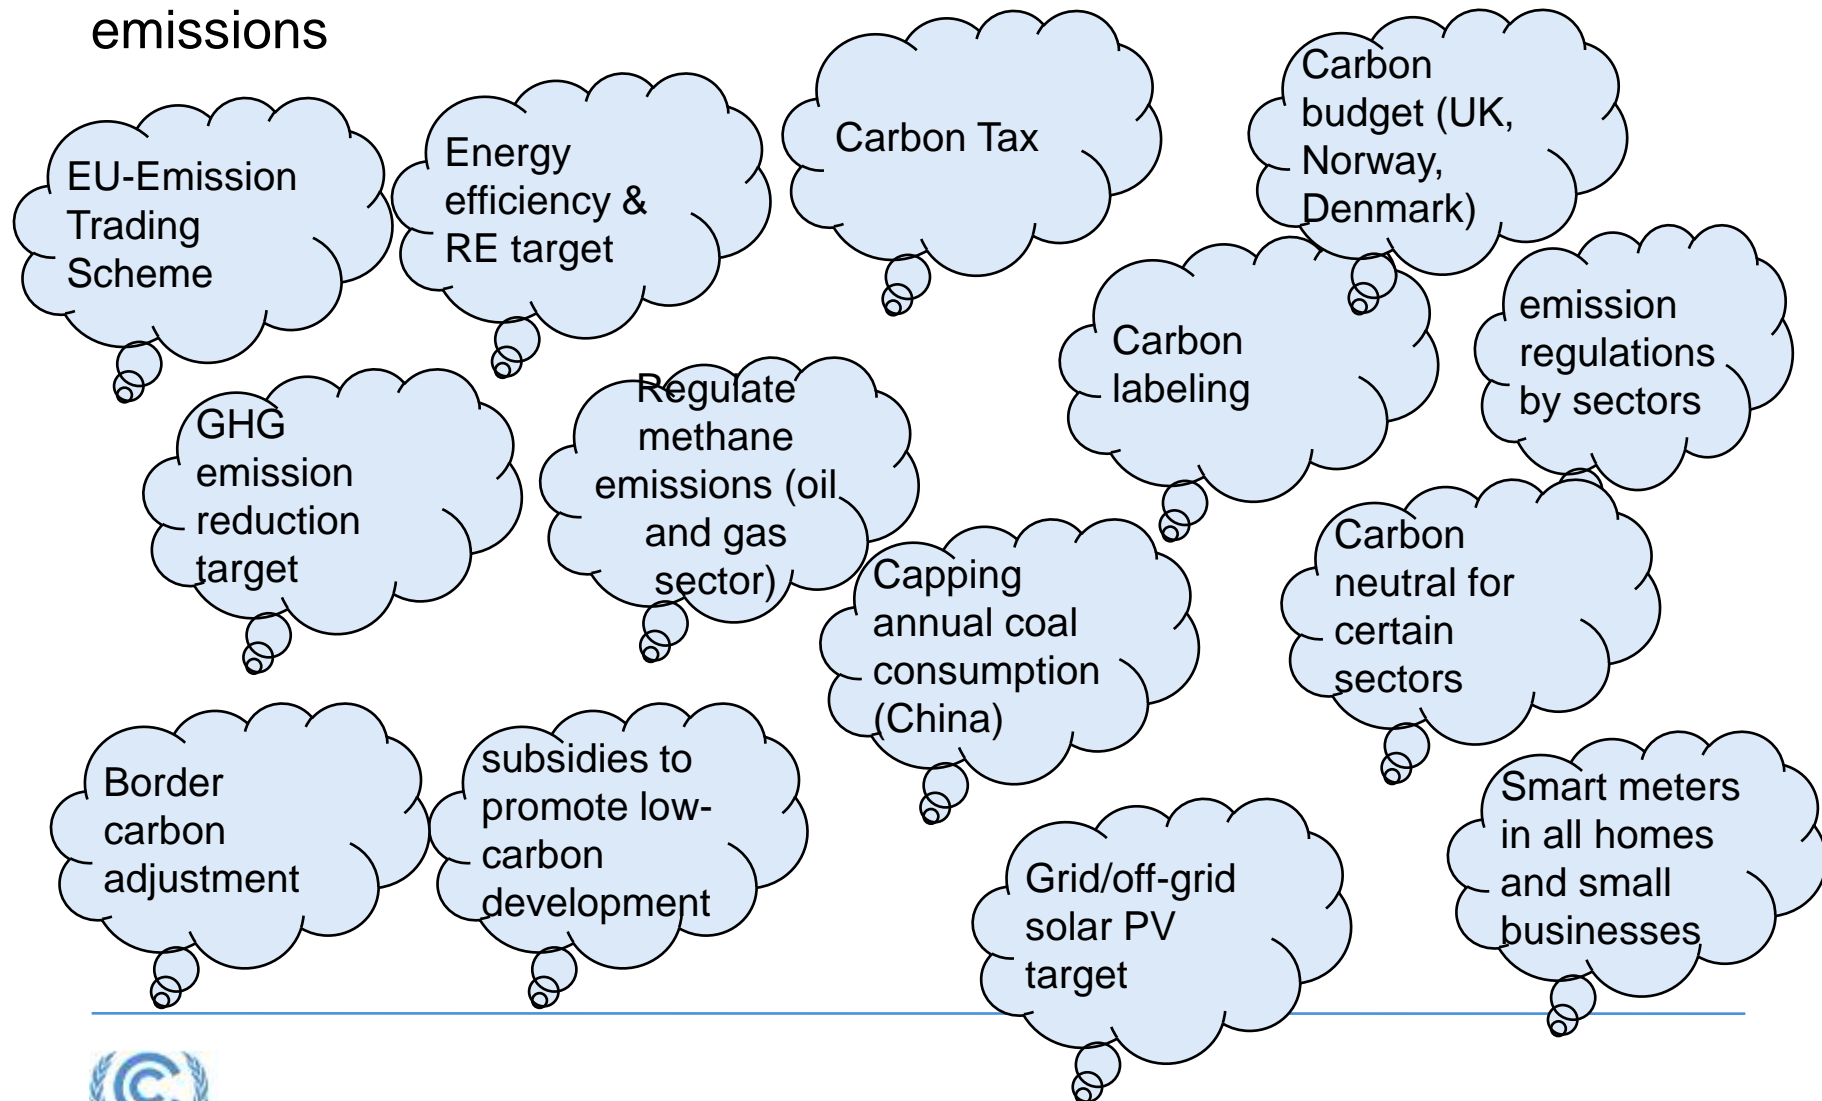 emissions
EU-Emission
Trading
Scheme
Energy
efficiency &
RE target
Carbon Tax
Carbon
budget (UK,
Norway,
Denmark)
Carbon
labeling
emission
regulations
by sectors
GHG
emission
reduction
target
Regulate
methane
emissions (oil
and gas
sector)
Capping
annual coal
consumption
(China)
Carbon
neutral for
certain
sectors
Border
carbon
adjustment
subsidies to
promote low-
carbon
development
Grid/off-grid
solar PV
target
Smart meters
in all homes
and small
businesses